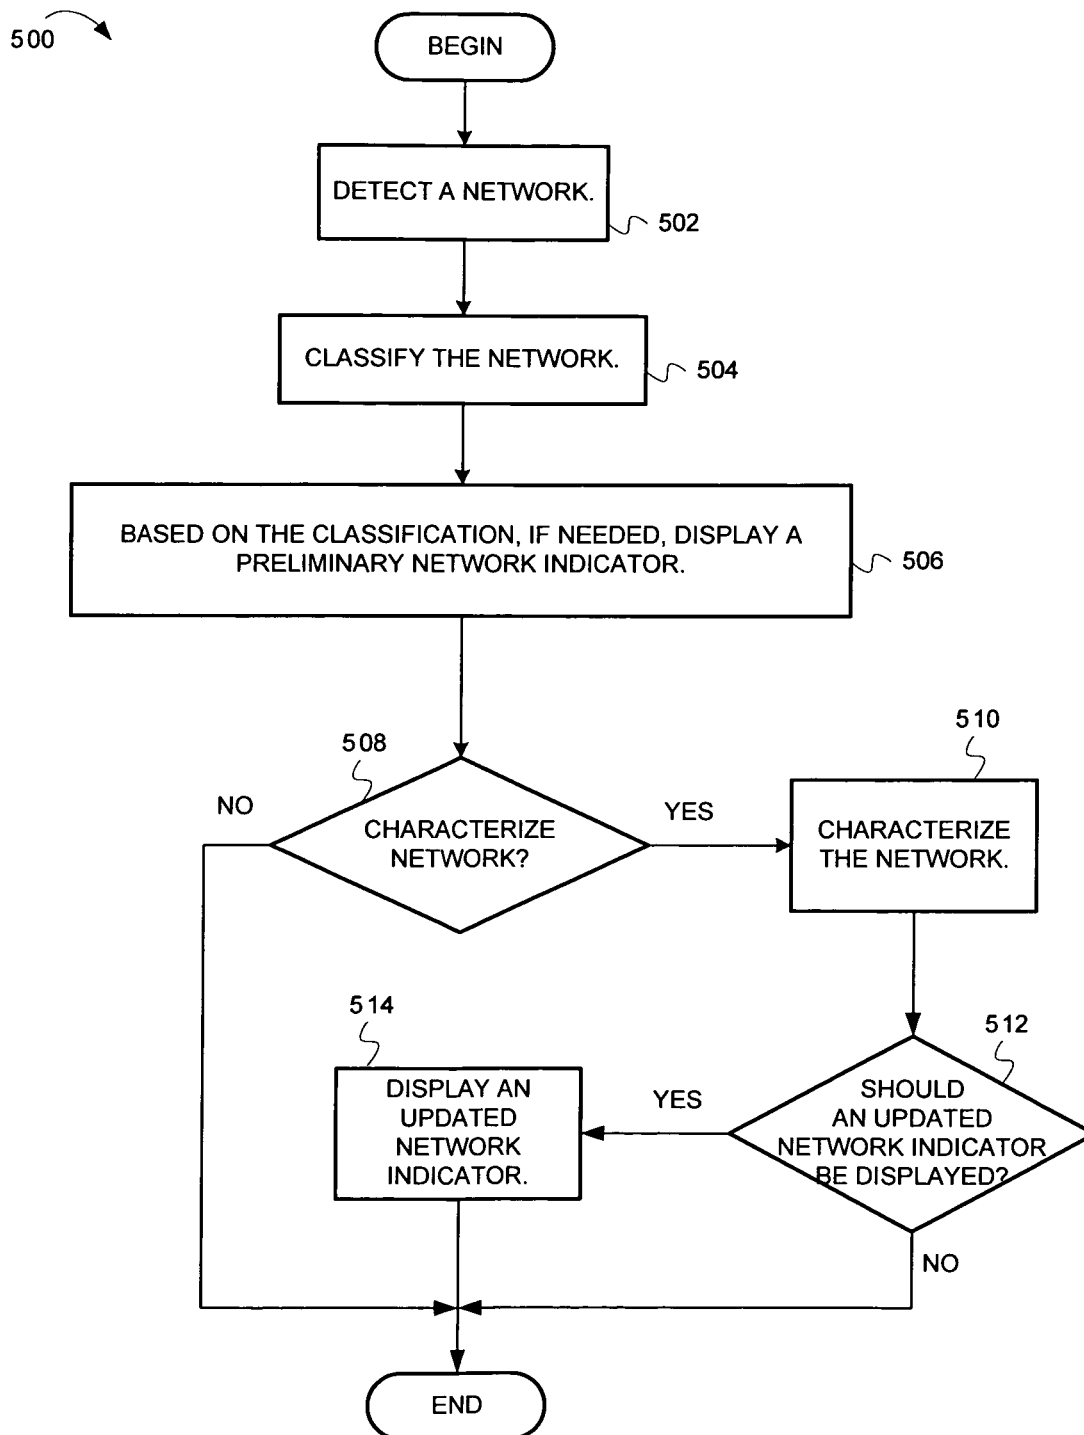 500
BEGIN
DETECT A NETWORK.
502
CLASSIFY THE NETWORK.
504
BASED ON THE CLASSIFICATION, IF NEEDED, DISPLAY A
PRELIMINARY NETWORK INDICATOR.
506
508
NO
CHARACTERIZE
NETWORK?
YES
510
CHARACTERIZE
THE NETWORK.
512
SHOULD
AN UPDATED
NETWORK INDICATOR
BE DISPLAYED?
YES
514
DISPLAY AN
UPDATED
NETWORK
INDICATOR.
NO
END